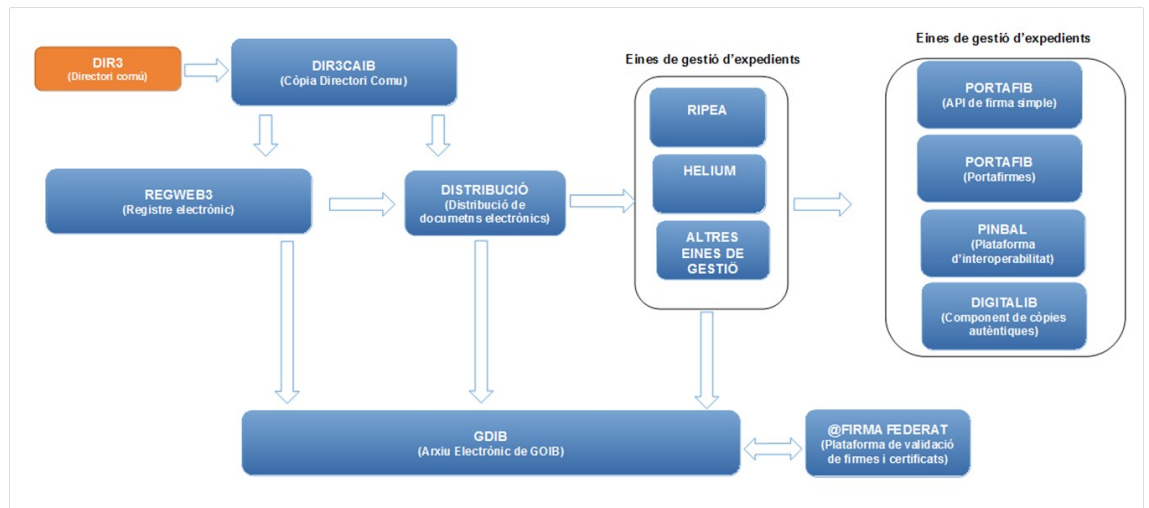 DIR3
(Directori comú)
DIR3CAIB
(Còpia Directori Comu)
Eines de gestió d'expedients
Eines de gestió d'expedients
RIPEA
HELIUM
ALTRES
EINES DE
GESTIÖ
PORTAFIB
(API de firma simple)
PORTAFIB
(Portafirmes)
PINBAL
(Plataforma
d'interoperabilitat)
DIGITALIB
(Component de còpies
autèntiques)
REGWEB3
(Registre electrònic)
DISTRIBUCIÓ
(Distribució de
documetns electrònics)
GDIB
(Arxiu Electrònic de GOIB)
@FIRMA FEDERAT
(Plataforma de validació
de firmes i certificats)